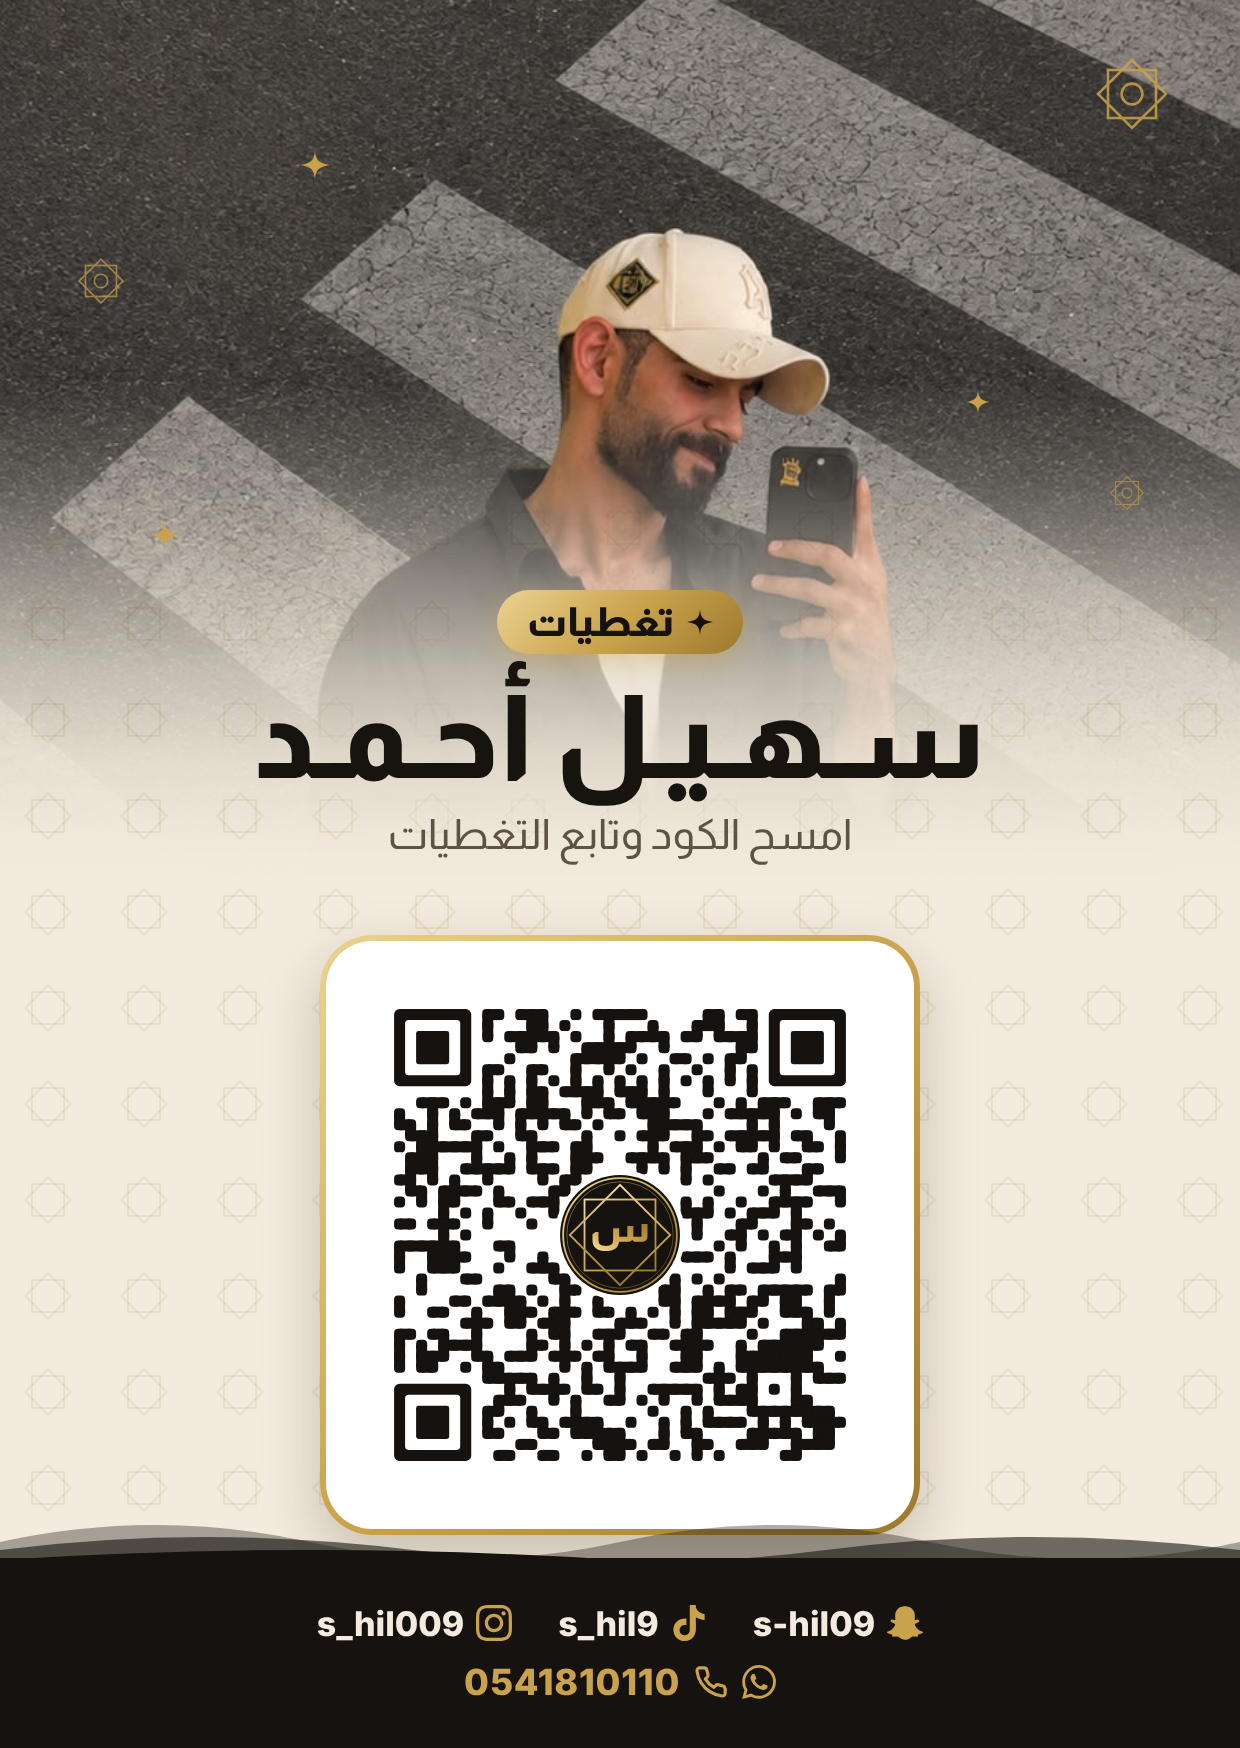 تغطيات
سهيل أحمد
امسح الكود وتابع التغطيات
س
s_hil009 s_hil9 s-hil09
0541810110